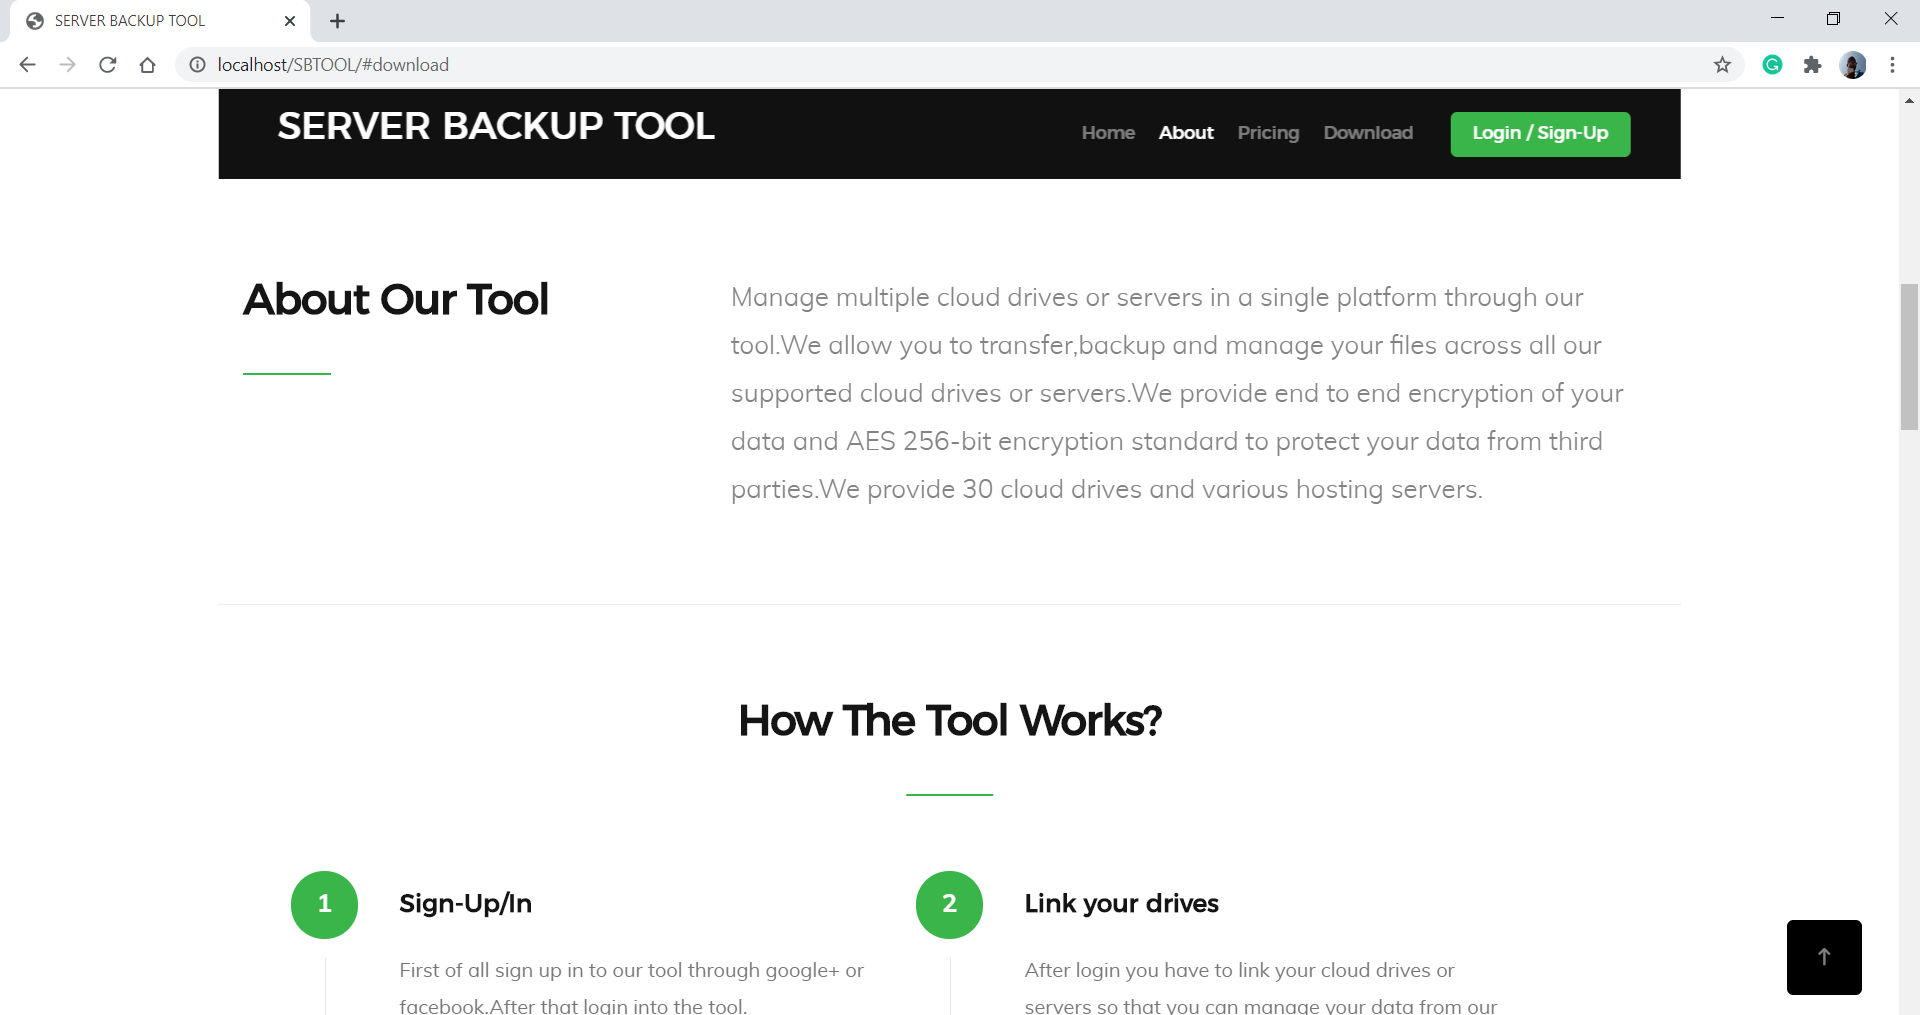 SERVER BACKUP TOOL
localhost/SBTOOL/#download
SERVER BACKUP TOOL
Home About Pricing Download Login / Sign-Up
About Our Tool
Manage multiple cloud drives or servers in a single platform through our
tool.We allow you to transfer,backup and manage your files across all our
supported cloud drives or servers.We provide end to end encryption of your
data and AES 256-bit encryption standard to protect your data from third
parties.We provide 30 cloud drives and various hosting servers.
How The Tool Works?
1 Sign-Up/In
First of all sign up in to our tool through google+ or
facebook.After that login into the tool.
2 Link your drives
After login you have to link your cloud drives or
servers so that you can manage your data from our